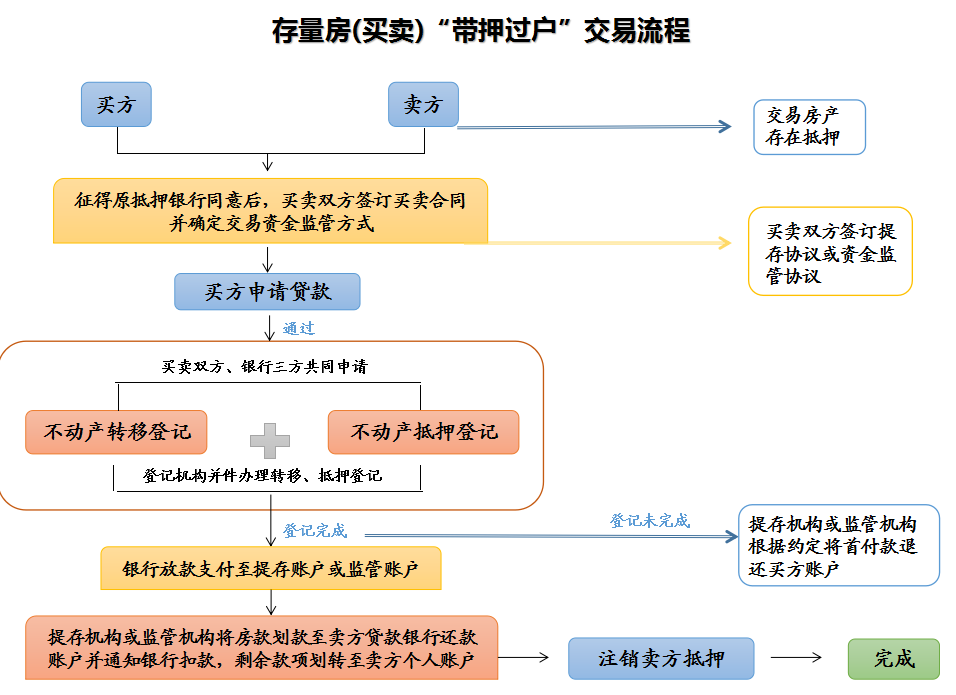 存量房(买卖)“带押过户”交易流程
买方
卖方
交易房产
存在抵押
征得原抵押银行同意后，买卖双方签订买卖合同
并确定交易资金监管方式
买卖双方签订提
存协议或资金监
管协议
买方申请贷款
通过
买卖双方、银行三方共同申请
不动产转移登记
不动产抵押登记
登记机构并件办理转移、抵押登记
登记完成
登记未完成
提存机构或监管机构
根据约定将首付款退
还买方账户
银行放款支付至提存账户或监管账户
提存机构或监管机构将房款划款至卖方贷款银行还款
账户并通知银行扣款，剩余款项划转至卖方个人账户
注销卖方抵押
完成